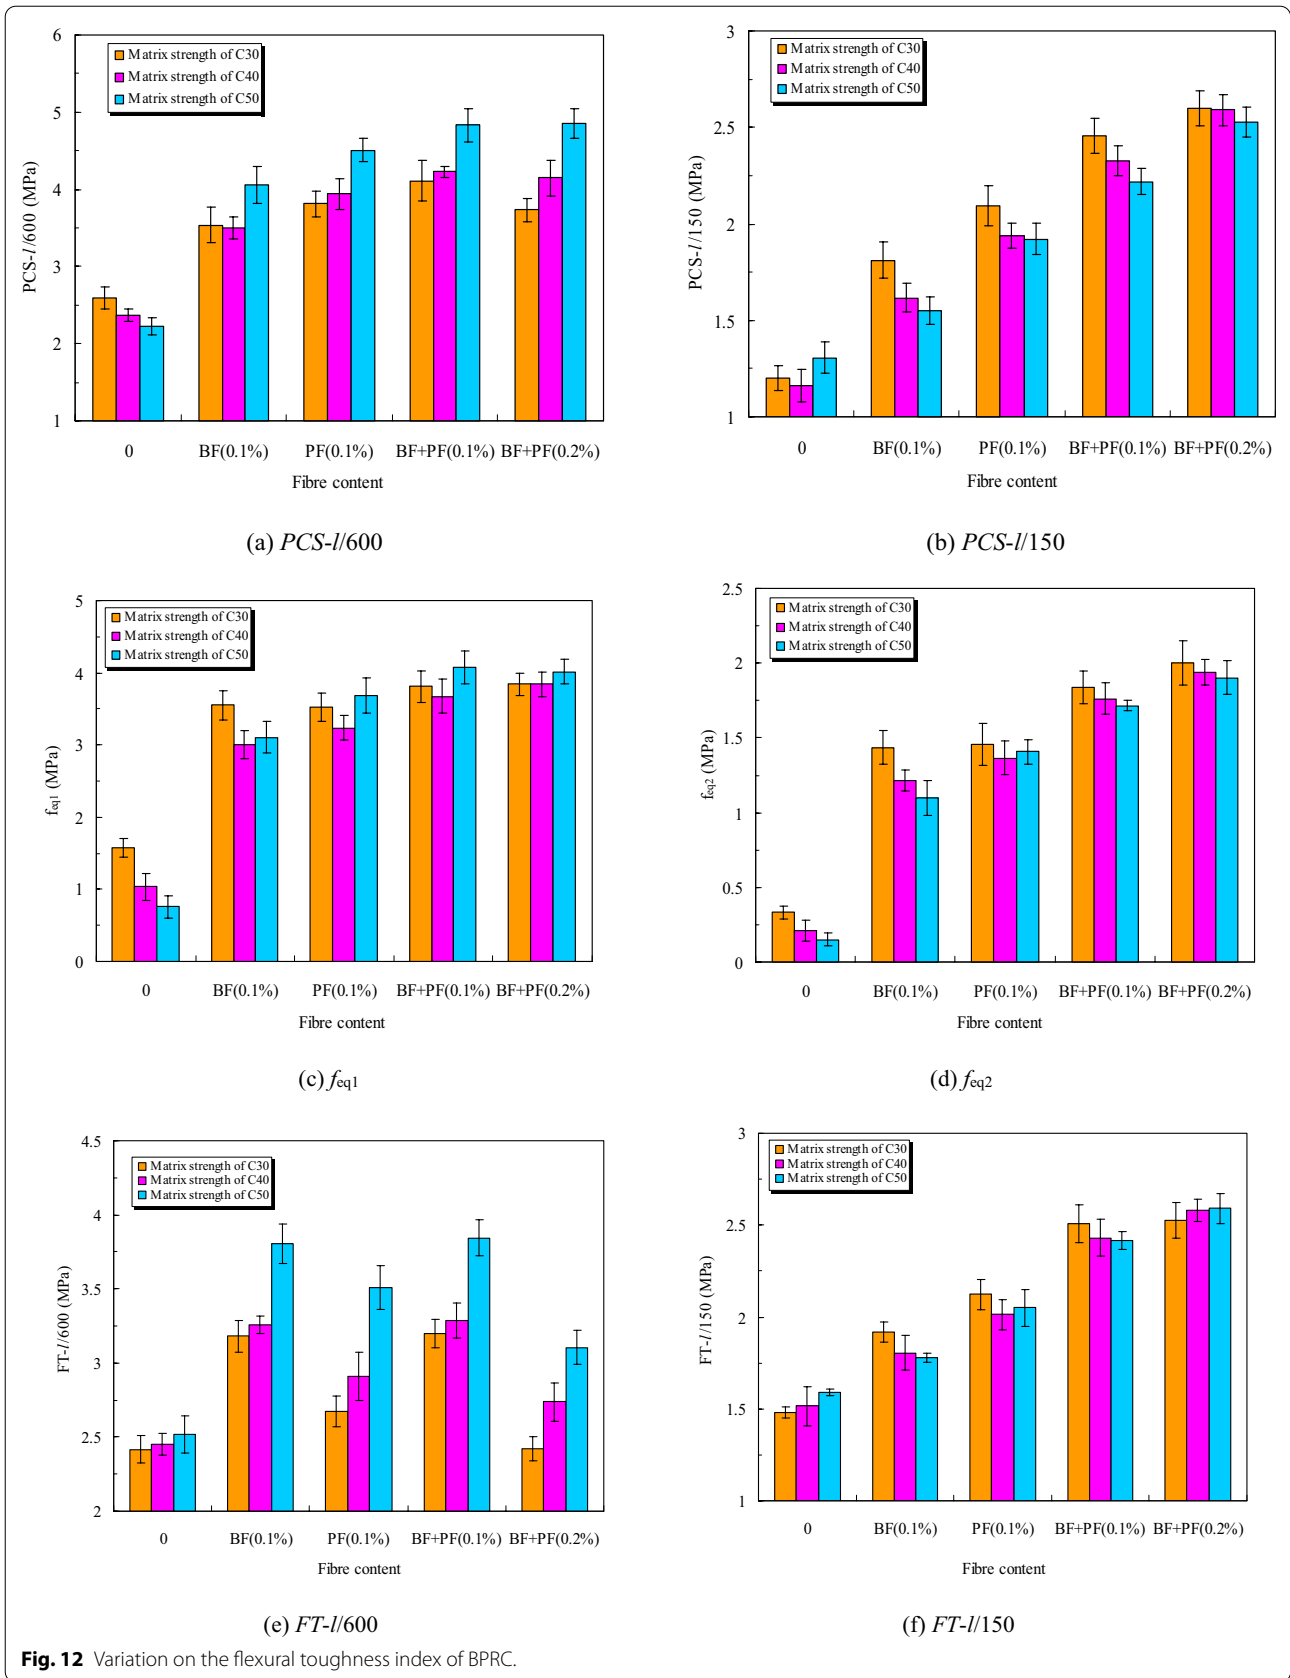 6
5
4
3
2
1
PCS-l/600 (MPa)
Matrix strength of C30
Matrix strength of C40
Matrix strength of C50
0 BF(0.1%) PF(0.1%) BF+PF(0.1%) BF+PF(0.2%)
Fibre content
(a) PCS-l/600
3
2.5
2
1.5
1
PCS-l/150 (MPa)
Matrix strength of C30
Matrix strength of C40
Matrix strength of C50
0 BF(0.1%) PF(0.1%) BF+PF(0.1%) BF+PF(0.2%)
Fibre content
(b) PCS-l/150
5
4
3
2
1
0
feq1 (MPa)
Matrix strength of C30
Matrix strength of C40
Matrix strength of C50
0 BF(0.1%) PF(0.1%) BF+PF(0.1%) BF+PF(0.2%)
Fibre content
(c) feq1
2.5
2
1.5
1
0.5
0
feq2 (MPa)
Matrix strength of C30
Matrix strength of C40
Matrix strength of C50
0 BF(0.1%) PF(0.1%) BF+PF(0.1%) BF+PF(0.2%)
Fibre content
(d) feq2
4.5
4
3.5
3
2.5
2
FT-l/600 (MPa)
Matrix strength of C30
Matrix strength of C40
Matrix strength of C50
0 BF(0.1%) PF(0.1%) BF+PF(0.1%) BF+PF(0.2%)
Fibre content
(e) FT-l/600
3
2.5
2
1.5
1
FT-l/150 (MPa)
Matrix strength of C30
Matrix strength of C40
Matrix strength of C50
0 BF(0.1%) PF(0.1%) BF+PF(0.1%) BF+PF(0.2%)
Fibre content
(f) FT-l/150
Fig. 12 Variation on the flexural toughness index of BPRC.